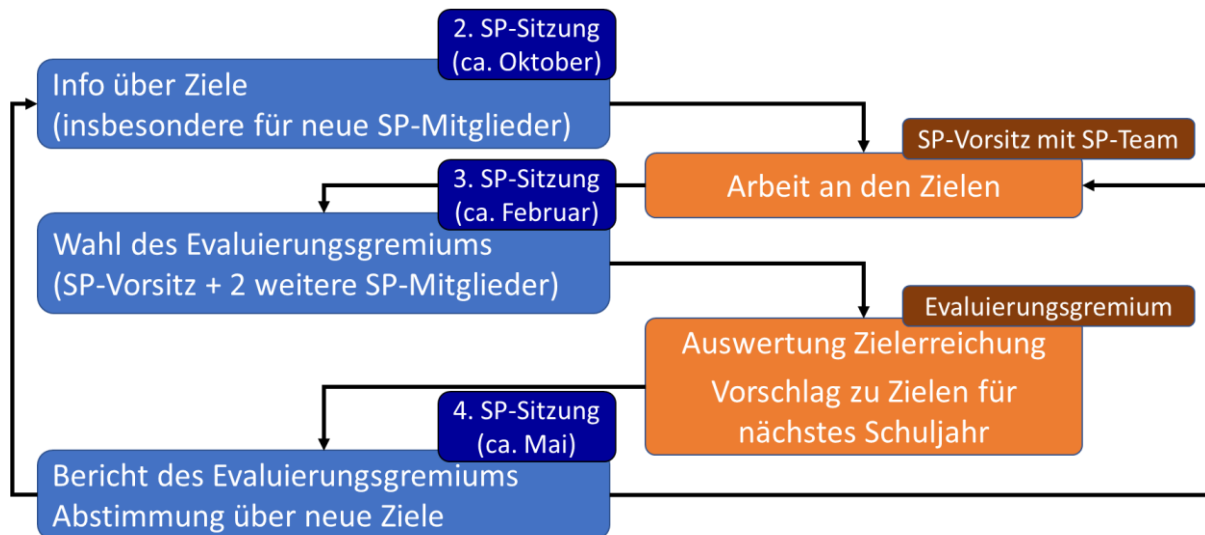 2. SP-Sitzung
(ca. Oktober)
Info über Ziele
(insbesondere für neue SP-Mitglieder)
SP-Vorsitz mit SP-Team
Arbeit an den Zielen
3. SP-Sitzung
(ca. Februar)
Wahl des Evaluierungsgremiums
(SP-Vorsitz + 2 weitere SP-Mitglieder)
Evaluierungsgremium
Auswertung Zielerreichung
Vorschlag zu Zielen für
nächstes Schuljahr
4. SP-Sitzung
(ca. Mai)
Bericht des Evaluierungsgremiums
Abstimmung über neue Ziele